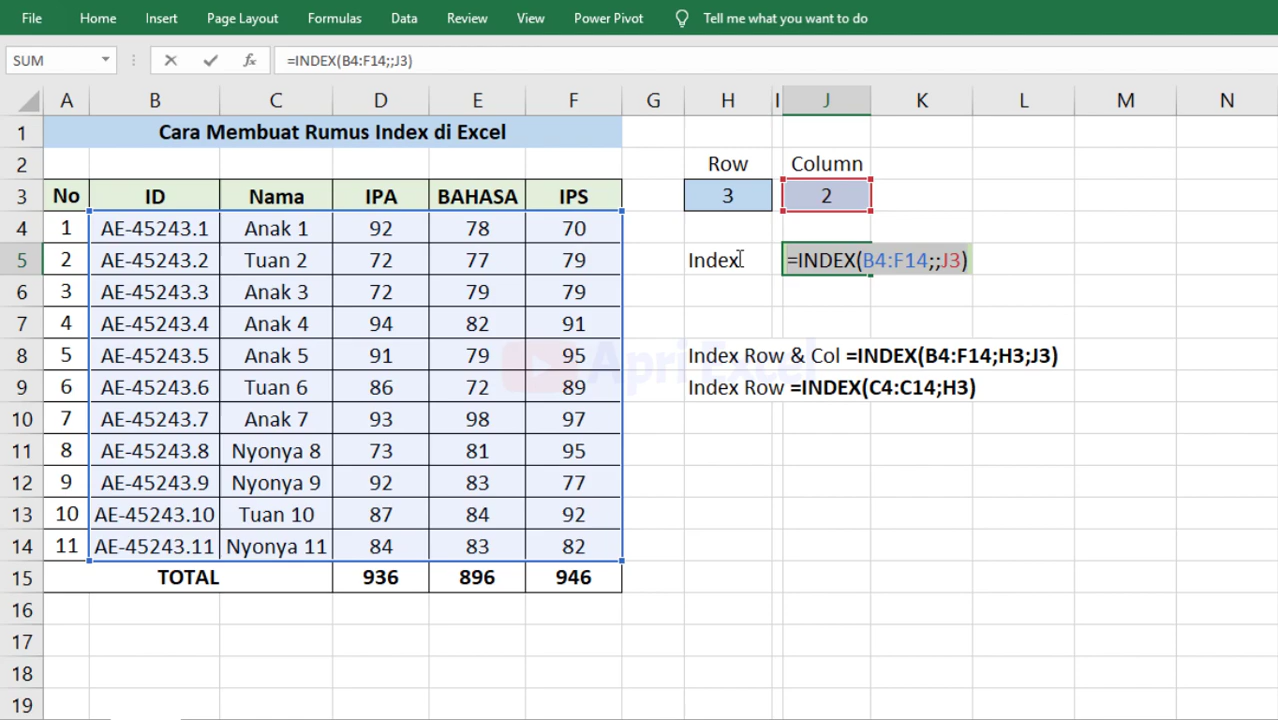 File Home Insert Page Layout Formulas Data Review View Power Pivot Tell me what you want to do
SUM fx =INDEX(B4:F14;;J3)
A B C D E F G H I J K L M N
1 Cara Membuat Rumus Index di Excel
2 Row Column
3 No ID Nama IPA BAHASA IPS 3 2
4 1 AE-45243.1 Anak 1 92 78 70
5 2 AE-45243.2 Tuan 2 72 77 79 Index =INDEX(B4:F14;;J3)
6 3 AE-45243.3 Anak 3 72 79 79
7 4 AE-45243.4 Anak 4 94 82 91
8 5 AE-45243.5 Anak 5 91 79 95 Index Row & Col =INDEX(B4:F14;H3;J3)
Apri Excel
9 6 AE-45243.6 Tuan 6 86 72 89 Index Row =INDEX(C4:C14;H3)
10 7 AE-45243.7 Anak 7 93 98 97
11 8 AE-45243.8 Nyonya 8 73 81 95
12 9 AE-45243.9 Nyonya 9 92 83 77
13 10 AE-45243.10 Tuan 10 87 84 92
14 11 AE-45243.11 Nyonya 11 84 83 82
15 TOTAL 936 896 946
16
17
18
19